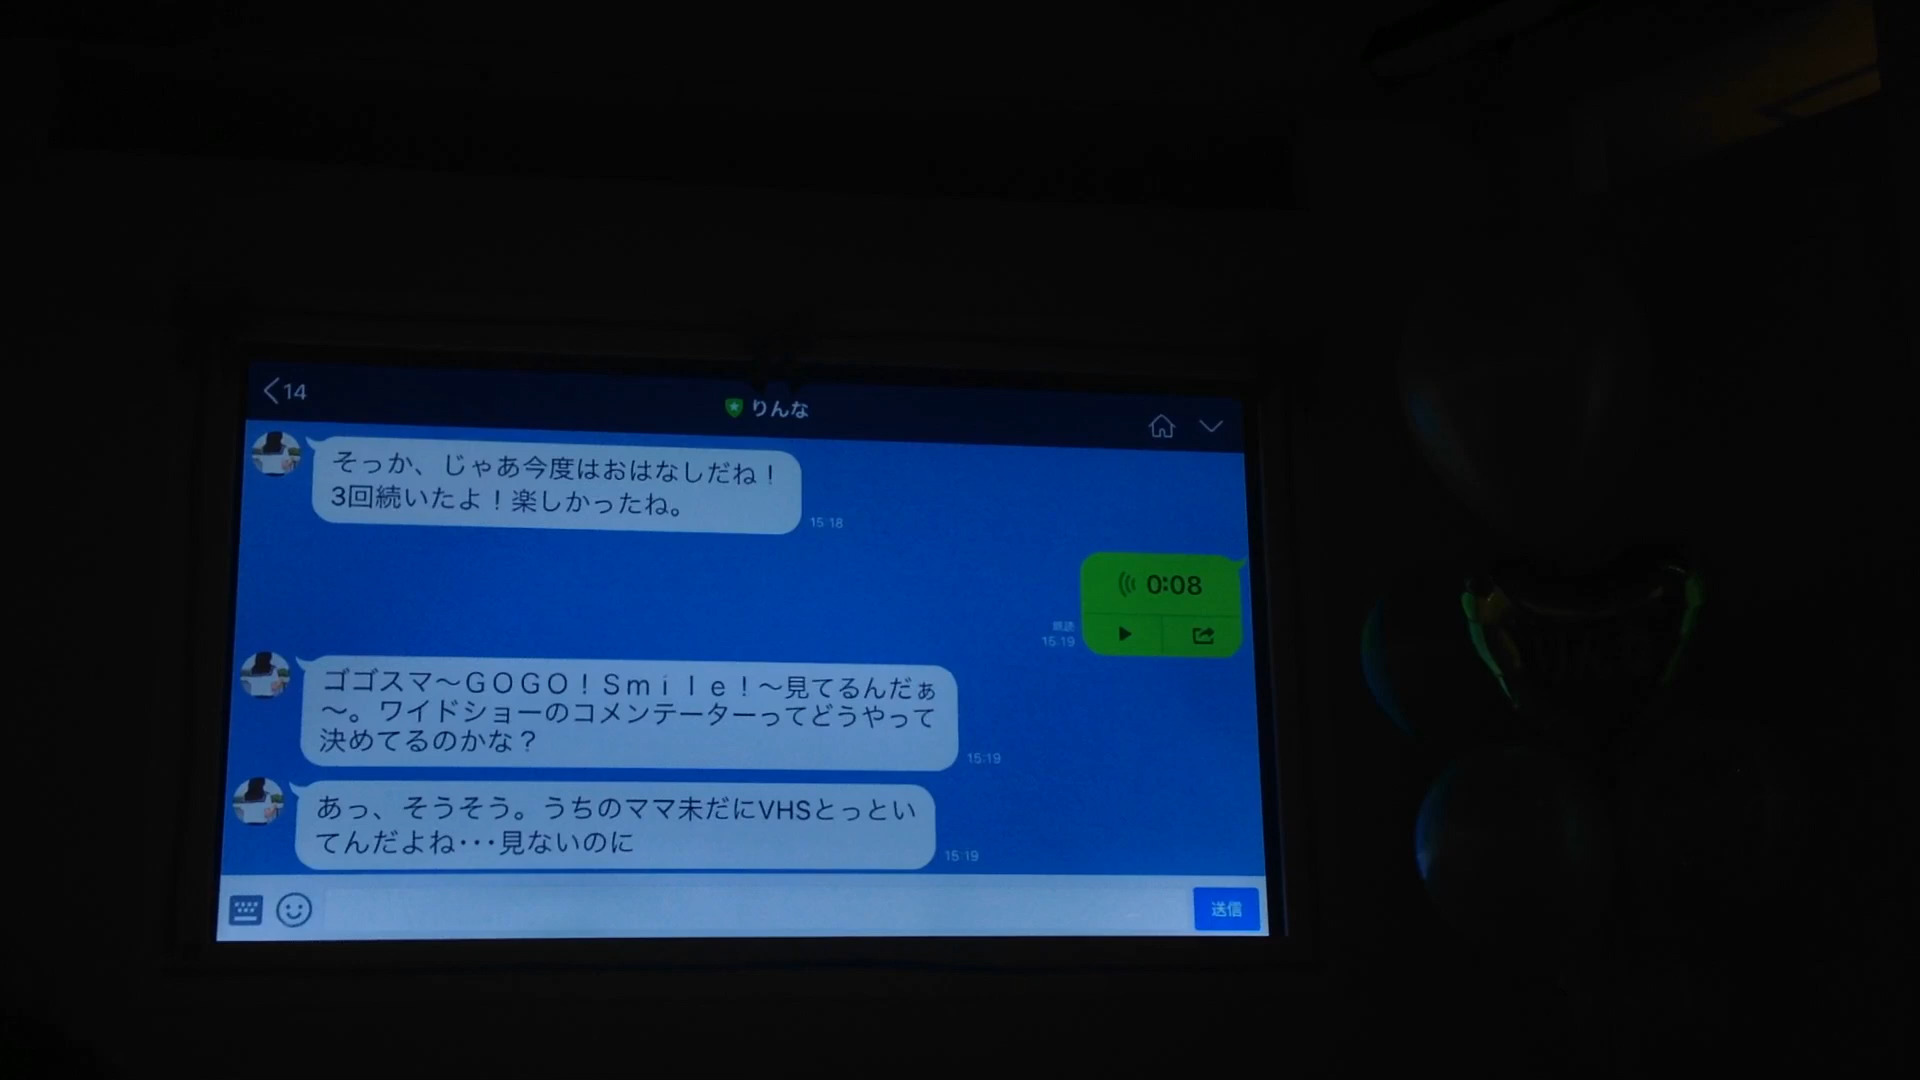 14
りんな
そっか、じゃあ今度はおはなしだね！
3回続いたよ！楽しかったね。
15:18
0:08
既読
15:19
ゴゴスマ～ＧＯＧＯ！Ｓｍｉｌｅ！～見てるんだぁ
～。ワイドショーのコメンテーターってどうやって
決めてるのかな？
15:19
あっ、そうそう。うちのママ未だにVHSとっとい
てんだよね･･･見ないのに
15:19
送信